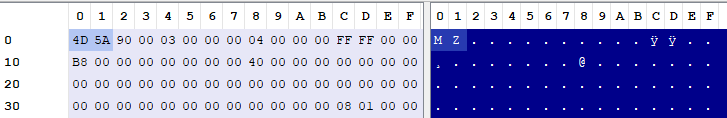 0 1 2 3 4 5 6 7 8 9 A B C D E F 0 1 2 3 4 5 6 7 8 9 A B C D E F
0 4D 5A 90 00 03 00 00 00 04 00 00 00 FF FF 00 00 M Z . . . . . . . . . . ÿ ÿ . .
10 B8 00 00 00 00 00 00 00 40 00 00 00 00 00 00 00 ¸ . . . . . . . @ . . . . . . .
20 00 00 00 00 00 00 00 00 00 00 00 00 00 00 00 00 . . . . . . . . . . . . . . . .
30 00 00 00 00 00 00 00 00 00 00 00 00 08 01 00 00 . . . . . . . . . . . . . . . .